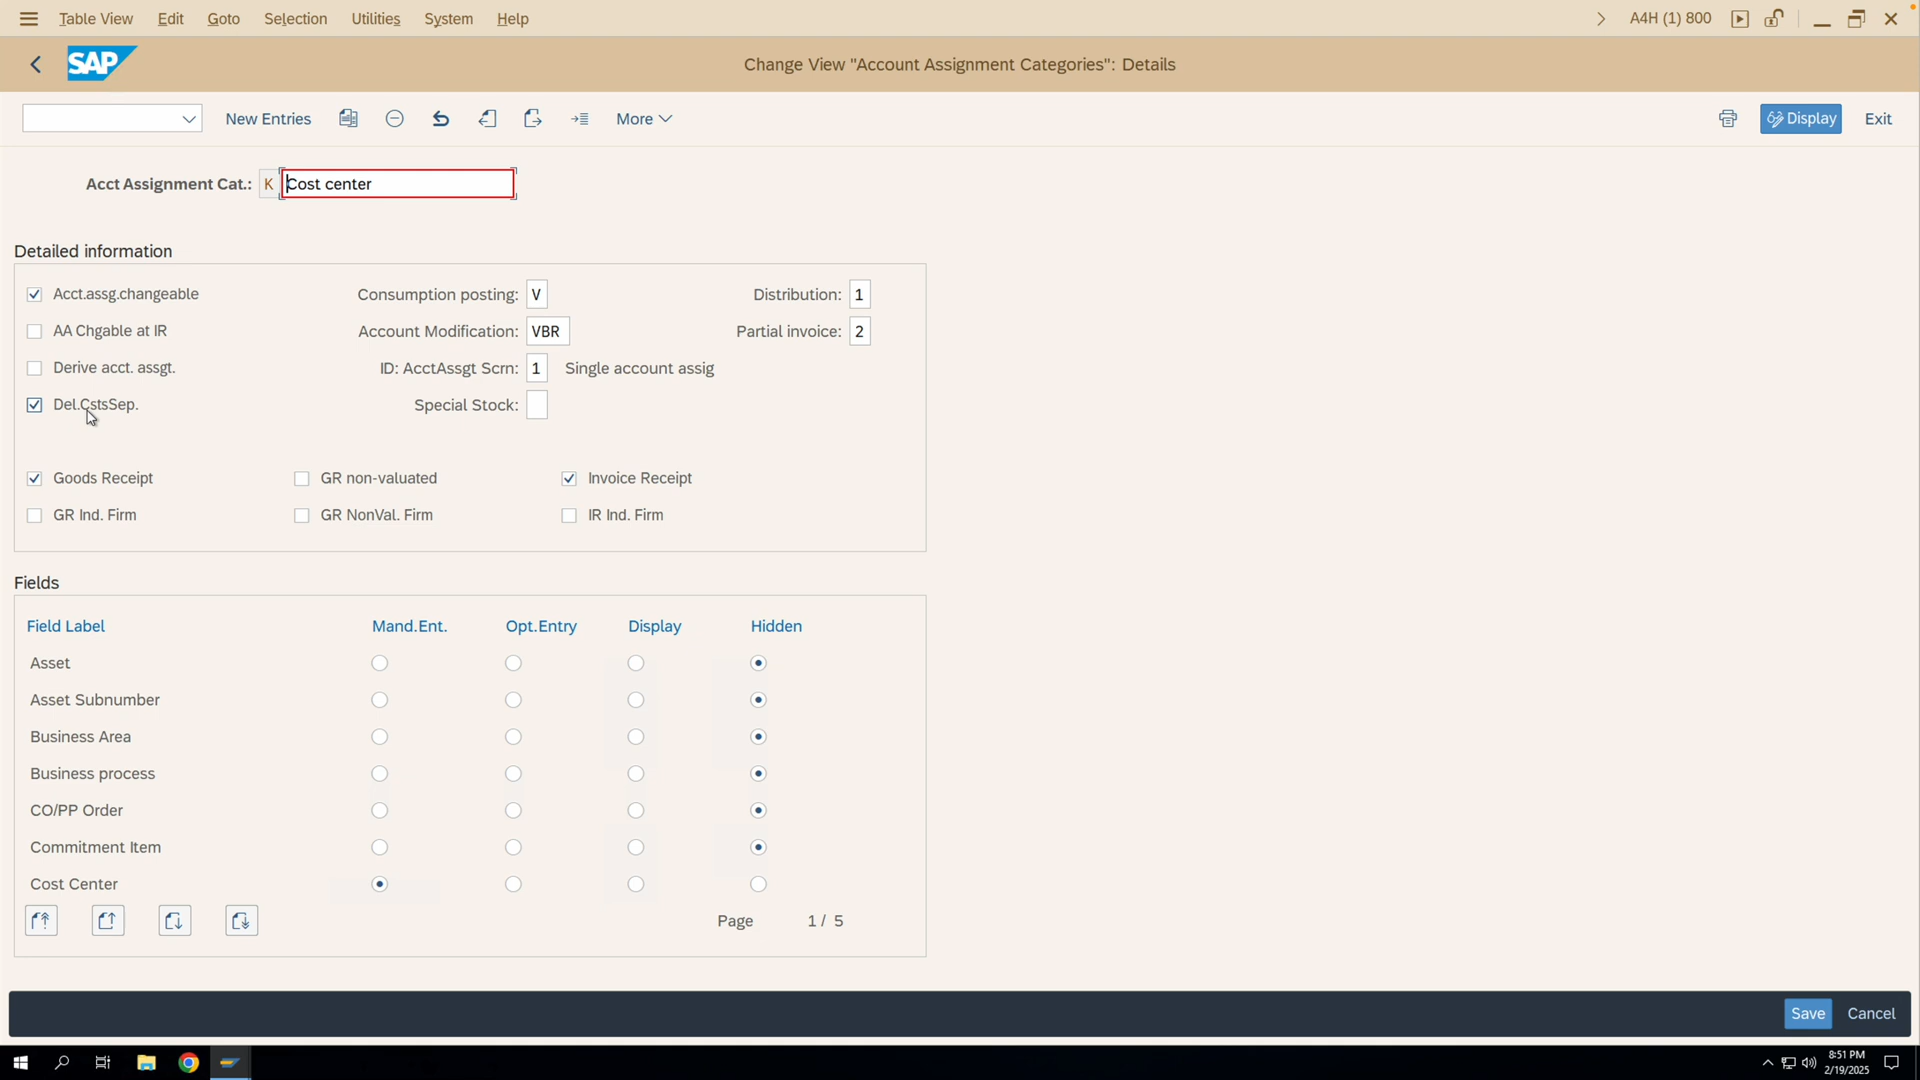 Table View Edit Goto Selection Utilities System Help A4H (1) 800
SAP Change View "Account Assignment Categories": Details
New Entries More Display Exit
Acct Assignment Cat.: K Cost center
Detailed information
Acct.assg.changeable Consumption posting: V Distribution: 1
AA Chgable at IR Account Modification: VBR Partial invoice: 2
Derive acct. assgt. ID: AcctAssgt Scrn: 1 Single account assig
Del.CstsSep. Special Stock:
Goods Receipt GR non-valuated Invoice Receipt
GR Ind. Firm GR NonVal. Firm IR Ind. Firm
Fields
Field Label Mand.Ent. Opt.Entry Display Hidden
Asset
Asset Subnumber
Business Area
Business process
CO/PP Order
Commitment Item
Cost Center
Page 1 / 5
Save Cancel
8:51 PM
2/19/2025